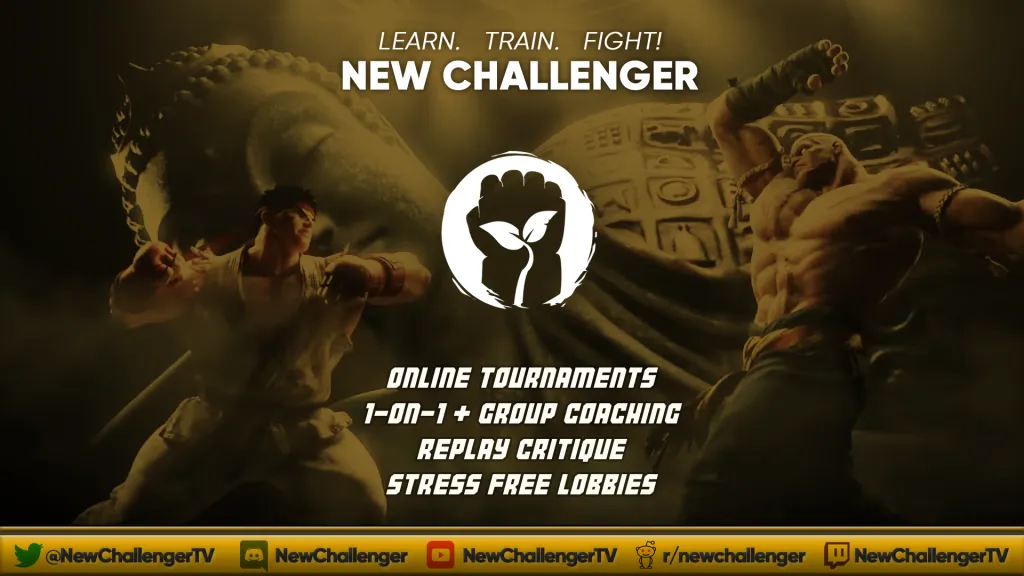 LEARN. TRAIN. FIGHT!
NEW CHALLENGER
ONLINE TOURNAMENTS
1-ON-1 + GROUP COACHING
REPLAY CRITIQUE
STRESS FREE LOBBIES
@NewChallengerTV NewChallenger NewChallengerTV r/newchallenger NewChallengerTV